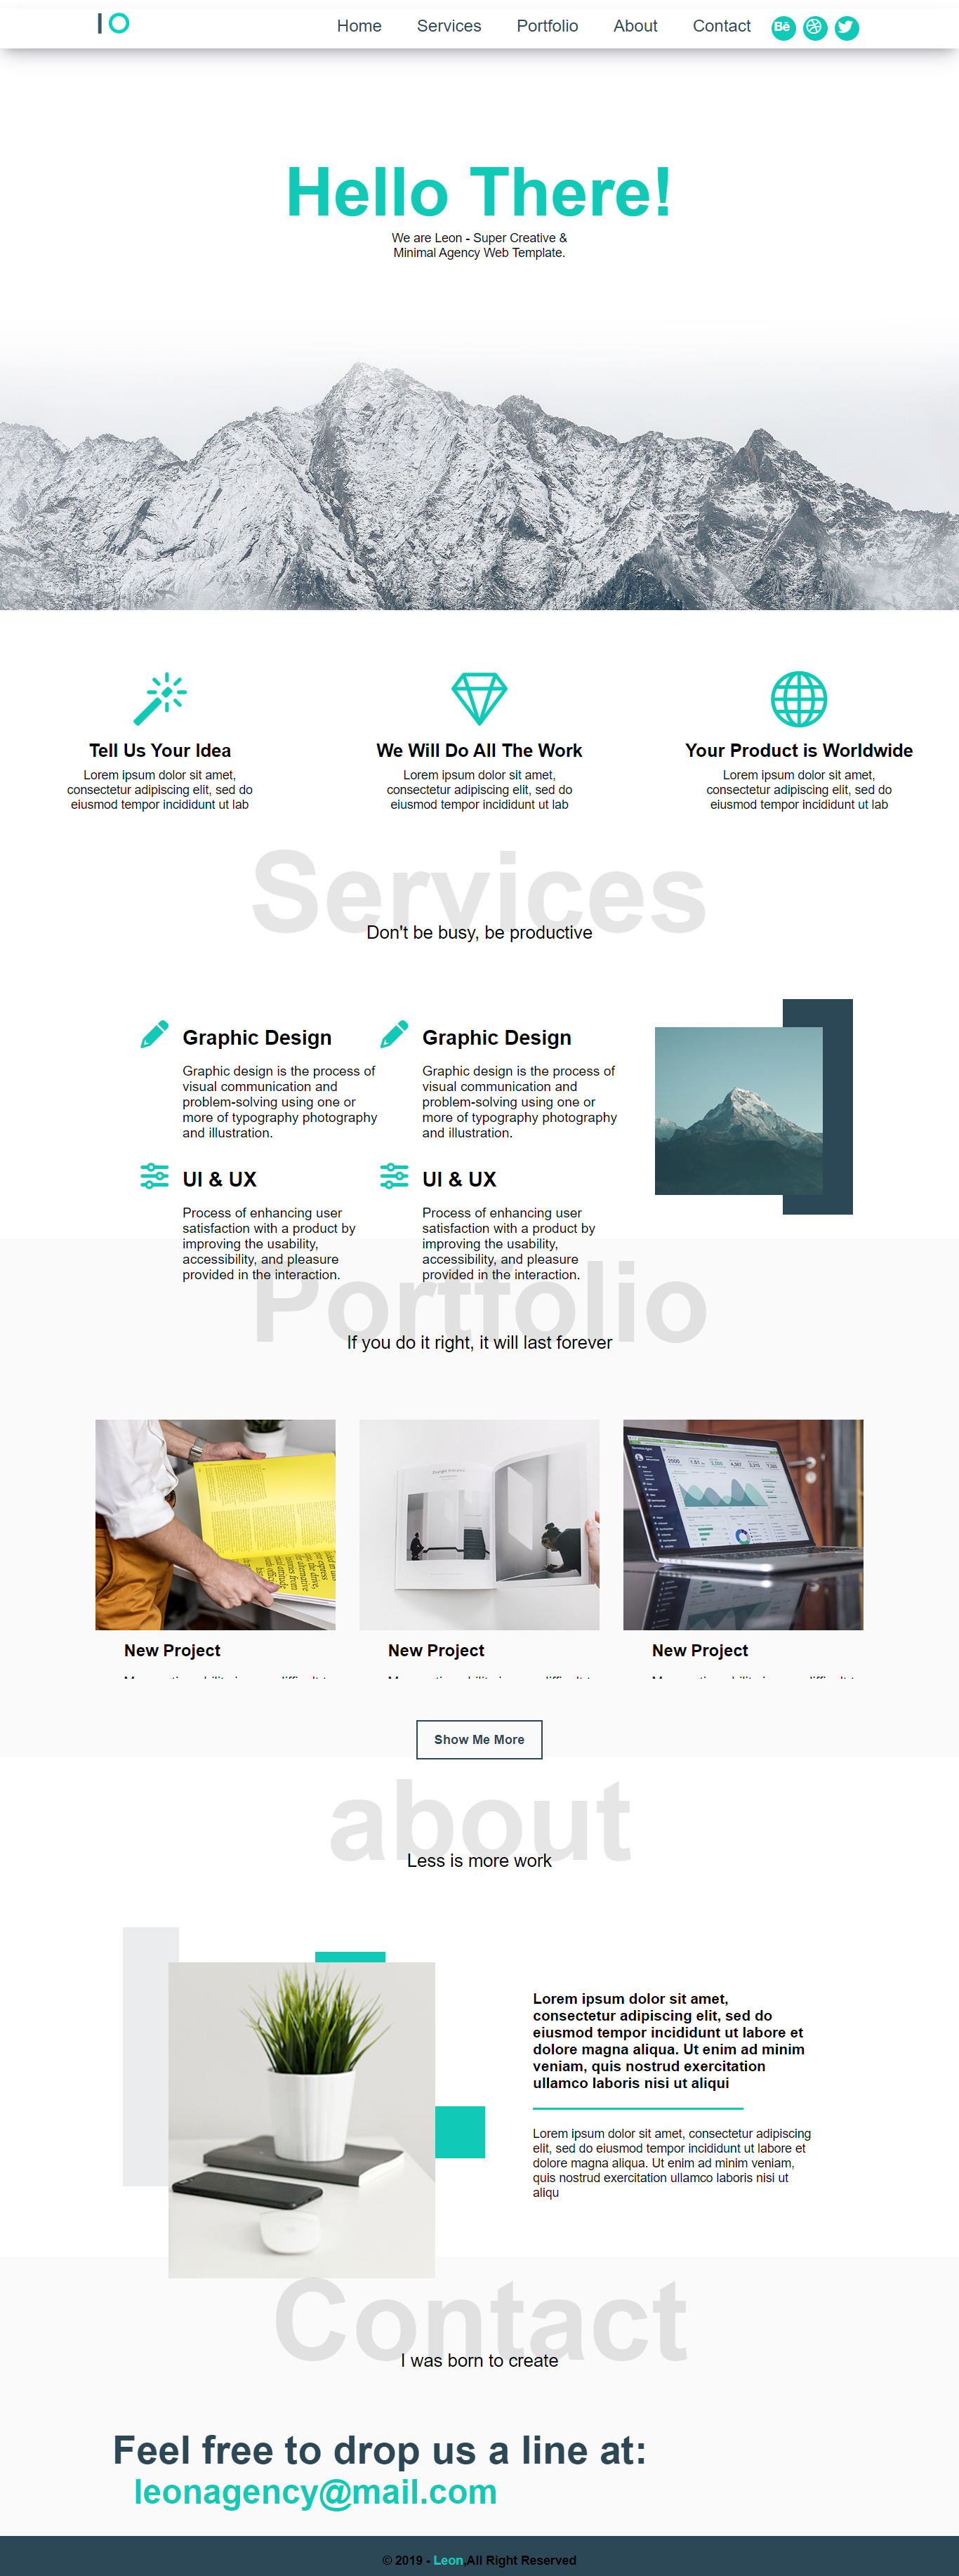 Home Services Portfolio About Contact
Hello There!
We are Leon - Super Creative &
Minimal Agency Web Template.
Tell Us Your Idea
Lorem ipsum dolor sit amet,
consectetur adipiscing elit, sed do
eiusmod tempor incididunt ut lab
We Will Do All The Work
Lorem ipsum dolor sit amet,
consectetur adipiscing elit, sed do
eiusmod tempor incididunt ut lab
Your Product is Worldwide
Lorem ipsum dolor sit amet,
consectetur adipiscing elit, sed do
eiusmod tempor incididunt ut lab
Services
Don't be busy, be productive
Graphic Design
Graphic design is the process of
visual communication and
problem-solving using one or
more of typography photography
and illustration.
Graphic Design
Graphic design is the process of
visual communication and
problem-solving using one or
more of typography photography
and illustration.
UI & UX
Process of enhancing user
satisfaction with a product by
improving the usability,
accessibility, and pleasure
provided in the interaction.
UI & UX
Process of enhancing user
satisfaction with a product by
improving the usability,
accessibility, and pleasure
provided in the interaction.
Portfolio
If you do it right, it will last forever
New Project
New Project
New Project
Show Me More
about
Less is more work
Lorem ipsum dolor sit amet,
consectetur adipiscing elit, sed do
eiusmod tempor incididunt ut labore et
dolore magna aliqua. Ut enim ad minim
veniam, quis nostrud exercitation
ullamco laboris nisi ut aliqui
Lorem ipsum dolor sit amet, consectetur adipiscing
elit, sed do eiusmod tempor incididunt ut labore et
dolore magna aliqua. Ut enim ad minim veniam,
quis nostrud exercitation ullamco laboris nisi ut
aliqu
Contact
I was born to create
Feel free to drop us a line at:
leonagency@mail.com
© 2019 - Leon,All Right Reserved